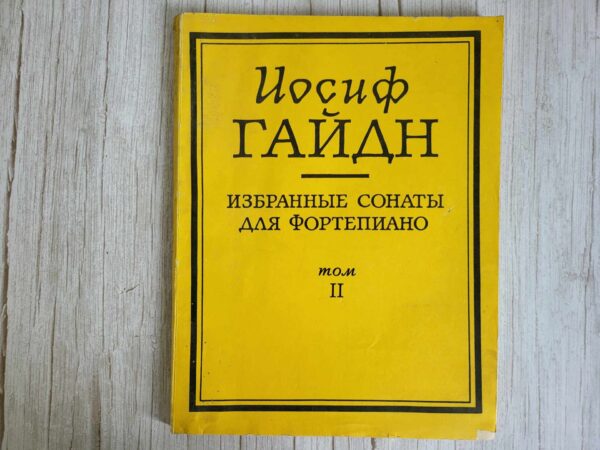 Иосиф
ГАЙДН
ИЗБРАННЫЕ СОНАТЫ
ДЛЯ ФОРТЕПИАНО
том
II